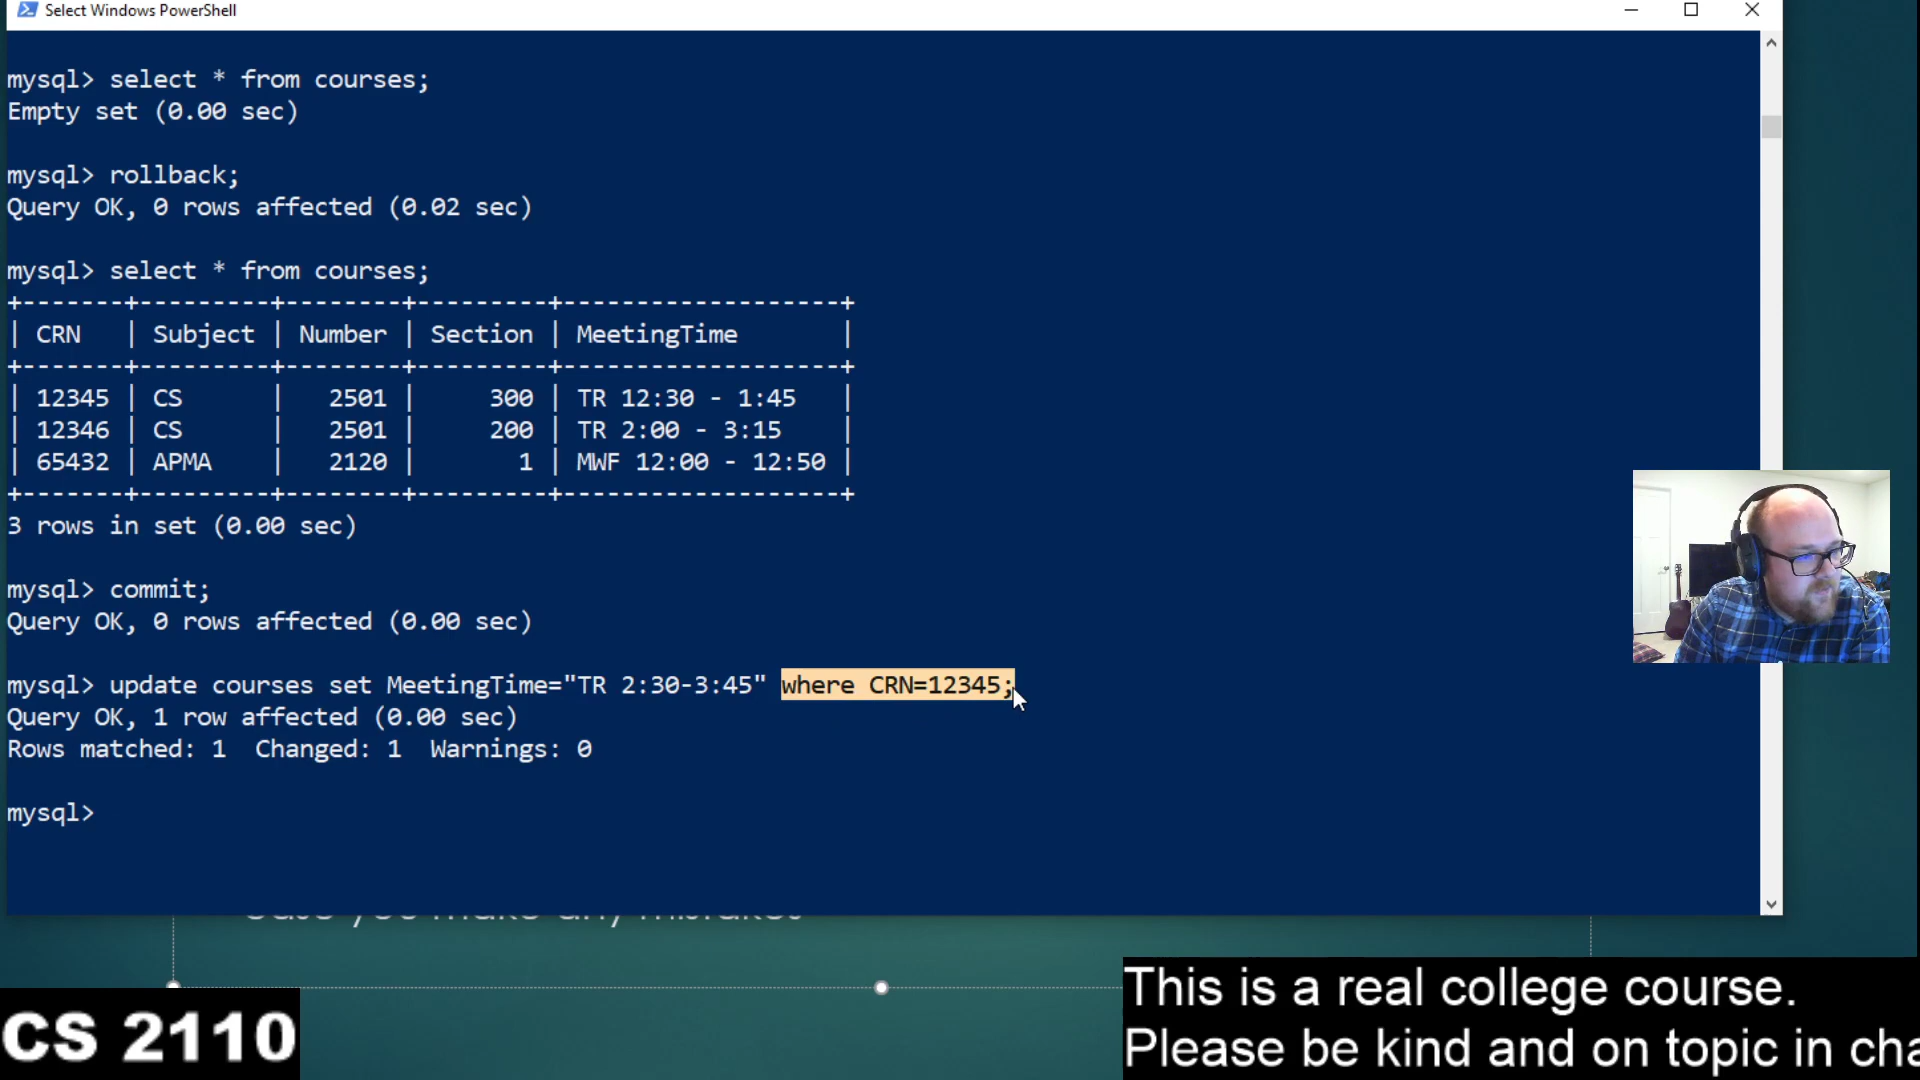 Select Windows PowerShell
mysql> select * from courses;
Empty set (0.00 sec)
mysql> rollback;
Query OK, 0 rows affected (0.02 sec)
mysql> select * from courses;
+-------+---------+--------+---------+-------------------+
| CRN   | Subject | Number | Section | MeetingTime       |
+-------+---------+--------+---------+-------------------+
| 12345 | CS      |   2501 |     300 | TR 12:30 - 1:45   |
| 12346 | CS      |   2501 |     200 | TR 2:00 - 3:15    |
| 65432 | APMA    |   2120 |       1 | MWF 12:00 - 12:50 |
+-------+---------+--------+---------+-------------------+
3 rows in set (0.00 sec)
mysql> commit;
Query OK, 0 rows affected (0.00 sec)
mysql> update courses set MeetingTime="TR 2:30-3:45" where CRN=12345;
Query OK, 1 row affected (0.00 sec)
Rows matched: 1  Changed: 1  Warnings: 0
mysql>
you make any
CS 2110
This is a real college course.
Please be kind and on topic in cha